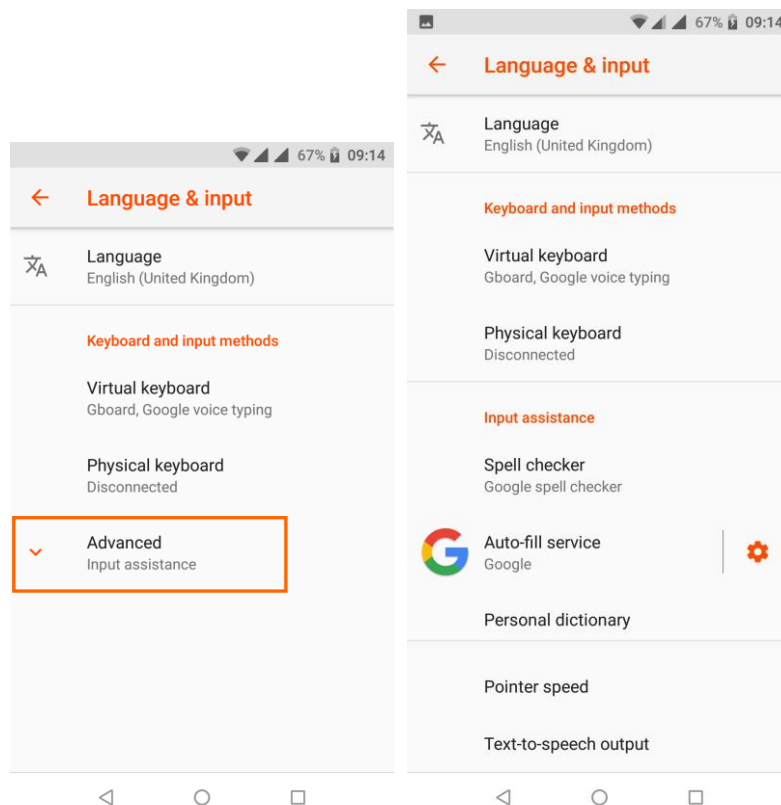 67% 09:14
Language & input
Language
English (United Kingdom)
Keyboard and input methods
Virtual keyboard
Gboard, Google voice typing
Physical keyboard
Disconnected
Advanced
Input assistance
67% 09:14
Language & input
Language
English (United Kingdom)
Keyboard and input methods
Virtual keyboard
Gboard, Google voice typing
Physical keyboard
Disconnected
Input assistance
Spell checker
Google spell checker
Auto-fill service
Google
Personal dictionary
Pointer speed
Text-to-speech output